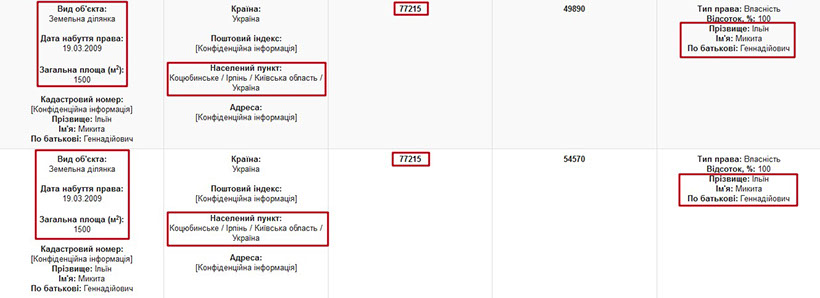 Вид об'єкта:
Земельна ділянка
Дата набуття права:
19.03.2009
Загальна площа (м²):
1500
Кадастровий номер:
[Конфіденційна інформація]
Прізвище: Ільїн
Ім'я: Микита
По батькові: Геннадійович
Країна:
Україна
Поштовий індекс:
[Конфіденційна інформація]
Населений пункт:
Коцюбинське / Ірпінь / Київська область /
Україна
Адреса:
[Конфіденційна інформація]
77215
49890
Тип права: Власність
Відсоток, %: 100
Прізвище: Ільїн
Ім'я: Микита
По батькові: Геннадійович
Вид об'єкта:
Земельна ділянка
Дата набуття права:
19.03.2009
Загальна площа (м²):
1500
Кадастровий номер:
[Конфіденційна інформація]
Прізвище: Ільїн
Ім'я: Микита
По батькові: Геннадійович
Країна:
Україна
Поштовий індекс:
[Конфіденційна інформація]
Населений пункт:
Коцюбинське / Ірпінь / Київська область /
Україна
Адреса:
[Конфіденційна інформація]
77215
54570
Тип права: Власність
Відсоток, %: 100
Прізвище: Ільїн
Ім'я: Микита
По батькові: Геннадійович